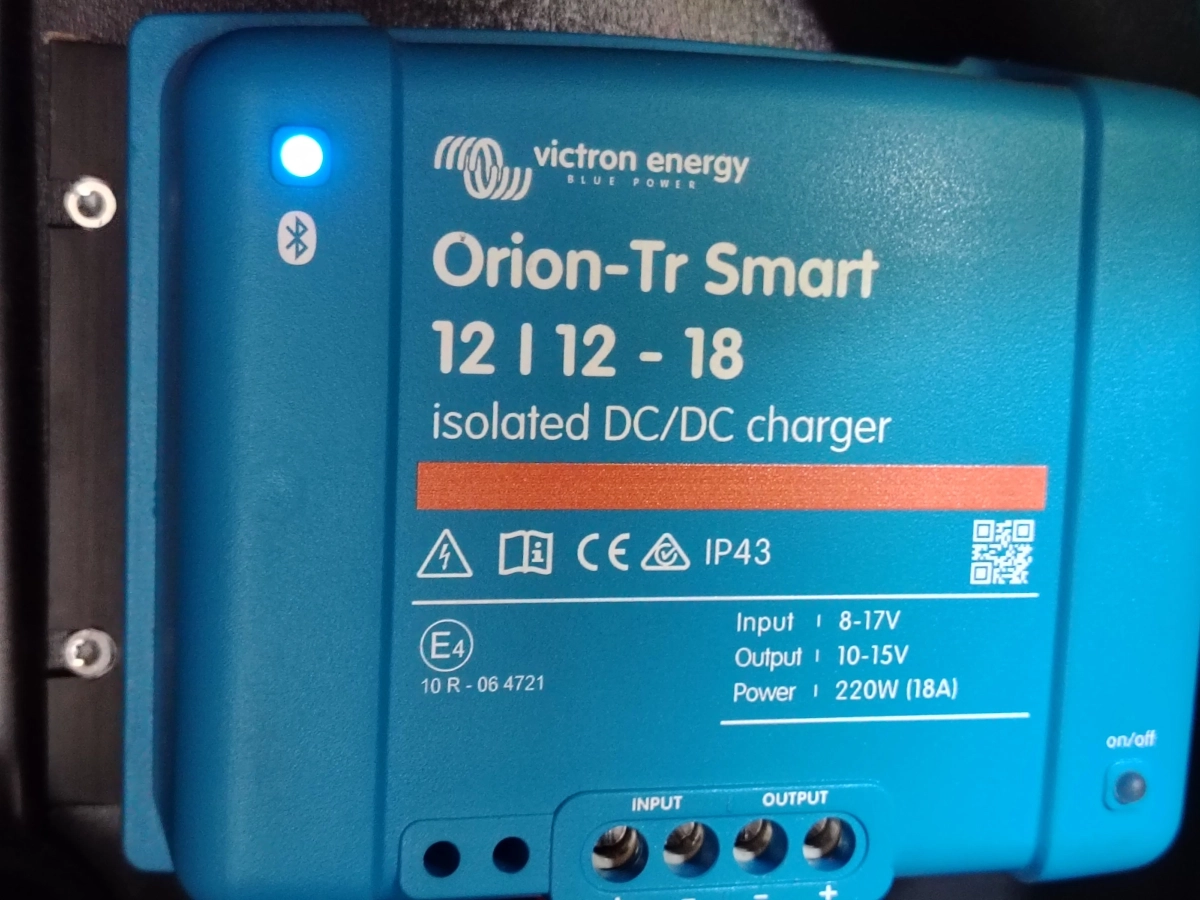 victron energy
BLUE POWER
Orion-Tr Smart
12 | 12 - 18
isolated DC/DC charger
CE IP43
Input | 8-17V
Output | 10-15V
Power | 220W (18A)
E4
10 R - 06 4721
on/off
INPUT OUTPUT
+ - - +